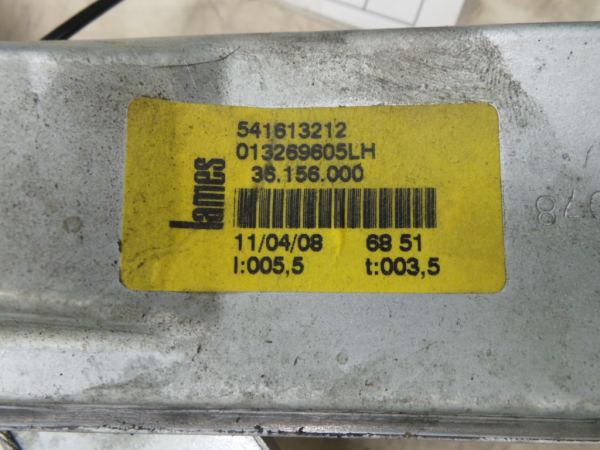 541613212
013269605LH
36.156.000
lames
11/04/08 68 51
I:005,5 t:003,5